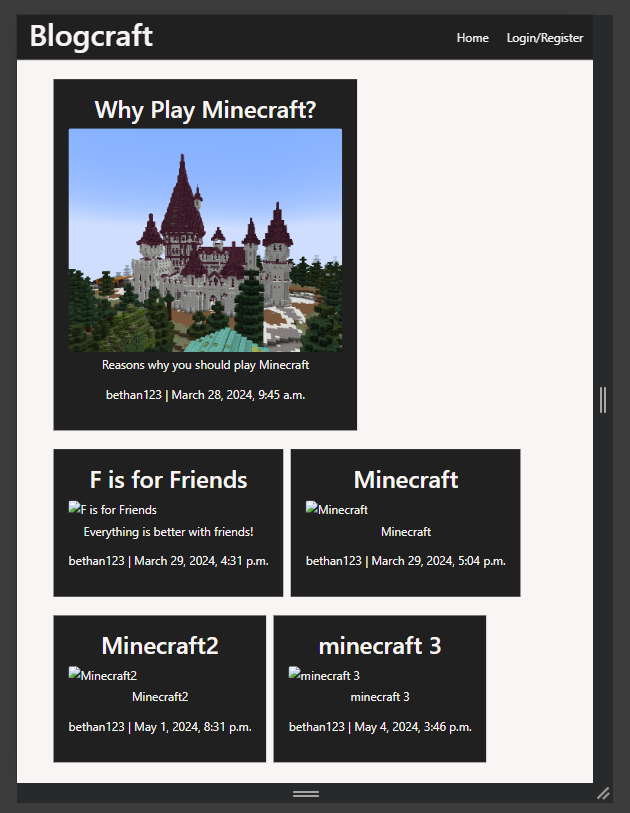 Blogcraft
Home Login/Register
Why Play Minecraft?
Reasons why you should play Minecraft
bethan123 | March 28, 2024, 9:45 a.m.
F is for Friends
F is for Friends
Everything is better with friends!
bethan123 | March 29, 2024, 4:31 p.m.
Minecraft
Minecraft
Minecraft
bethan123 | March 29, 2024, 5:04 p.m.
Minecraft2
Minecraft2
Minecraft2
bethan123 | May 1, 2024, 8:31 p.m.
minecraft 3
minecraft 3
minecraft 3
bethan123 | May 4, 2024, 3:46 p.m.